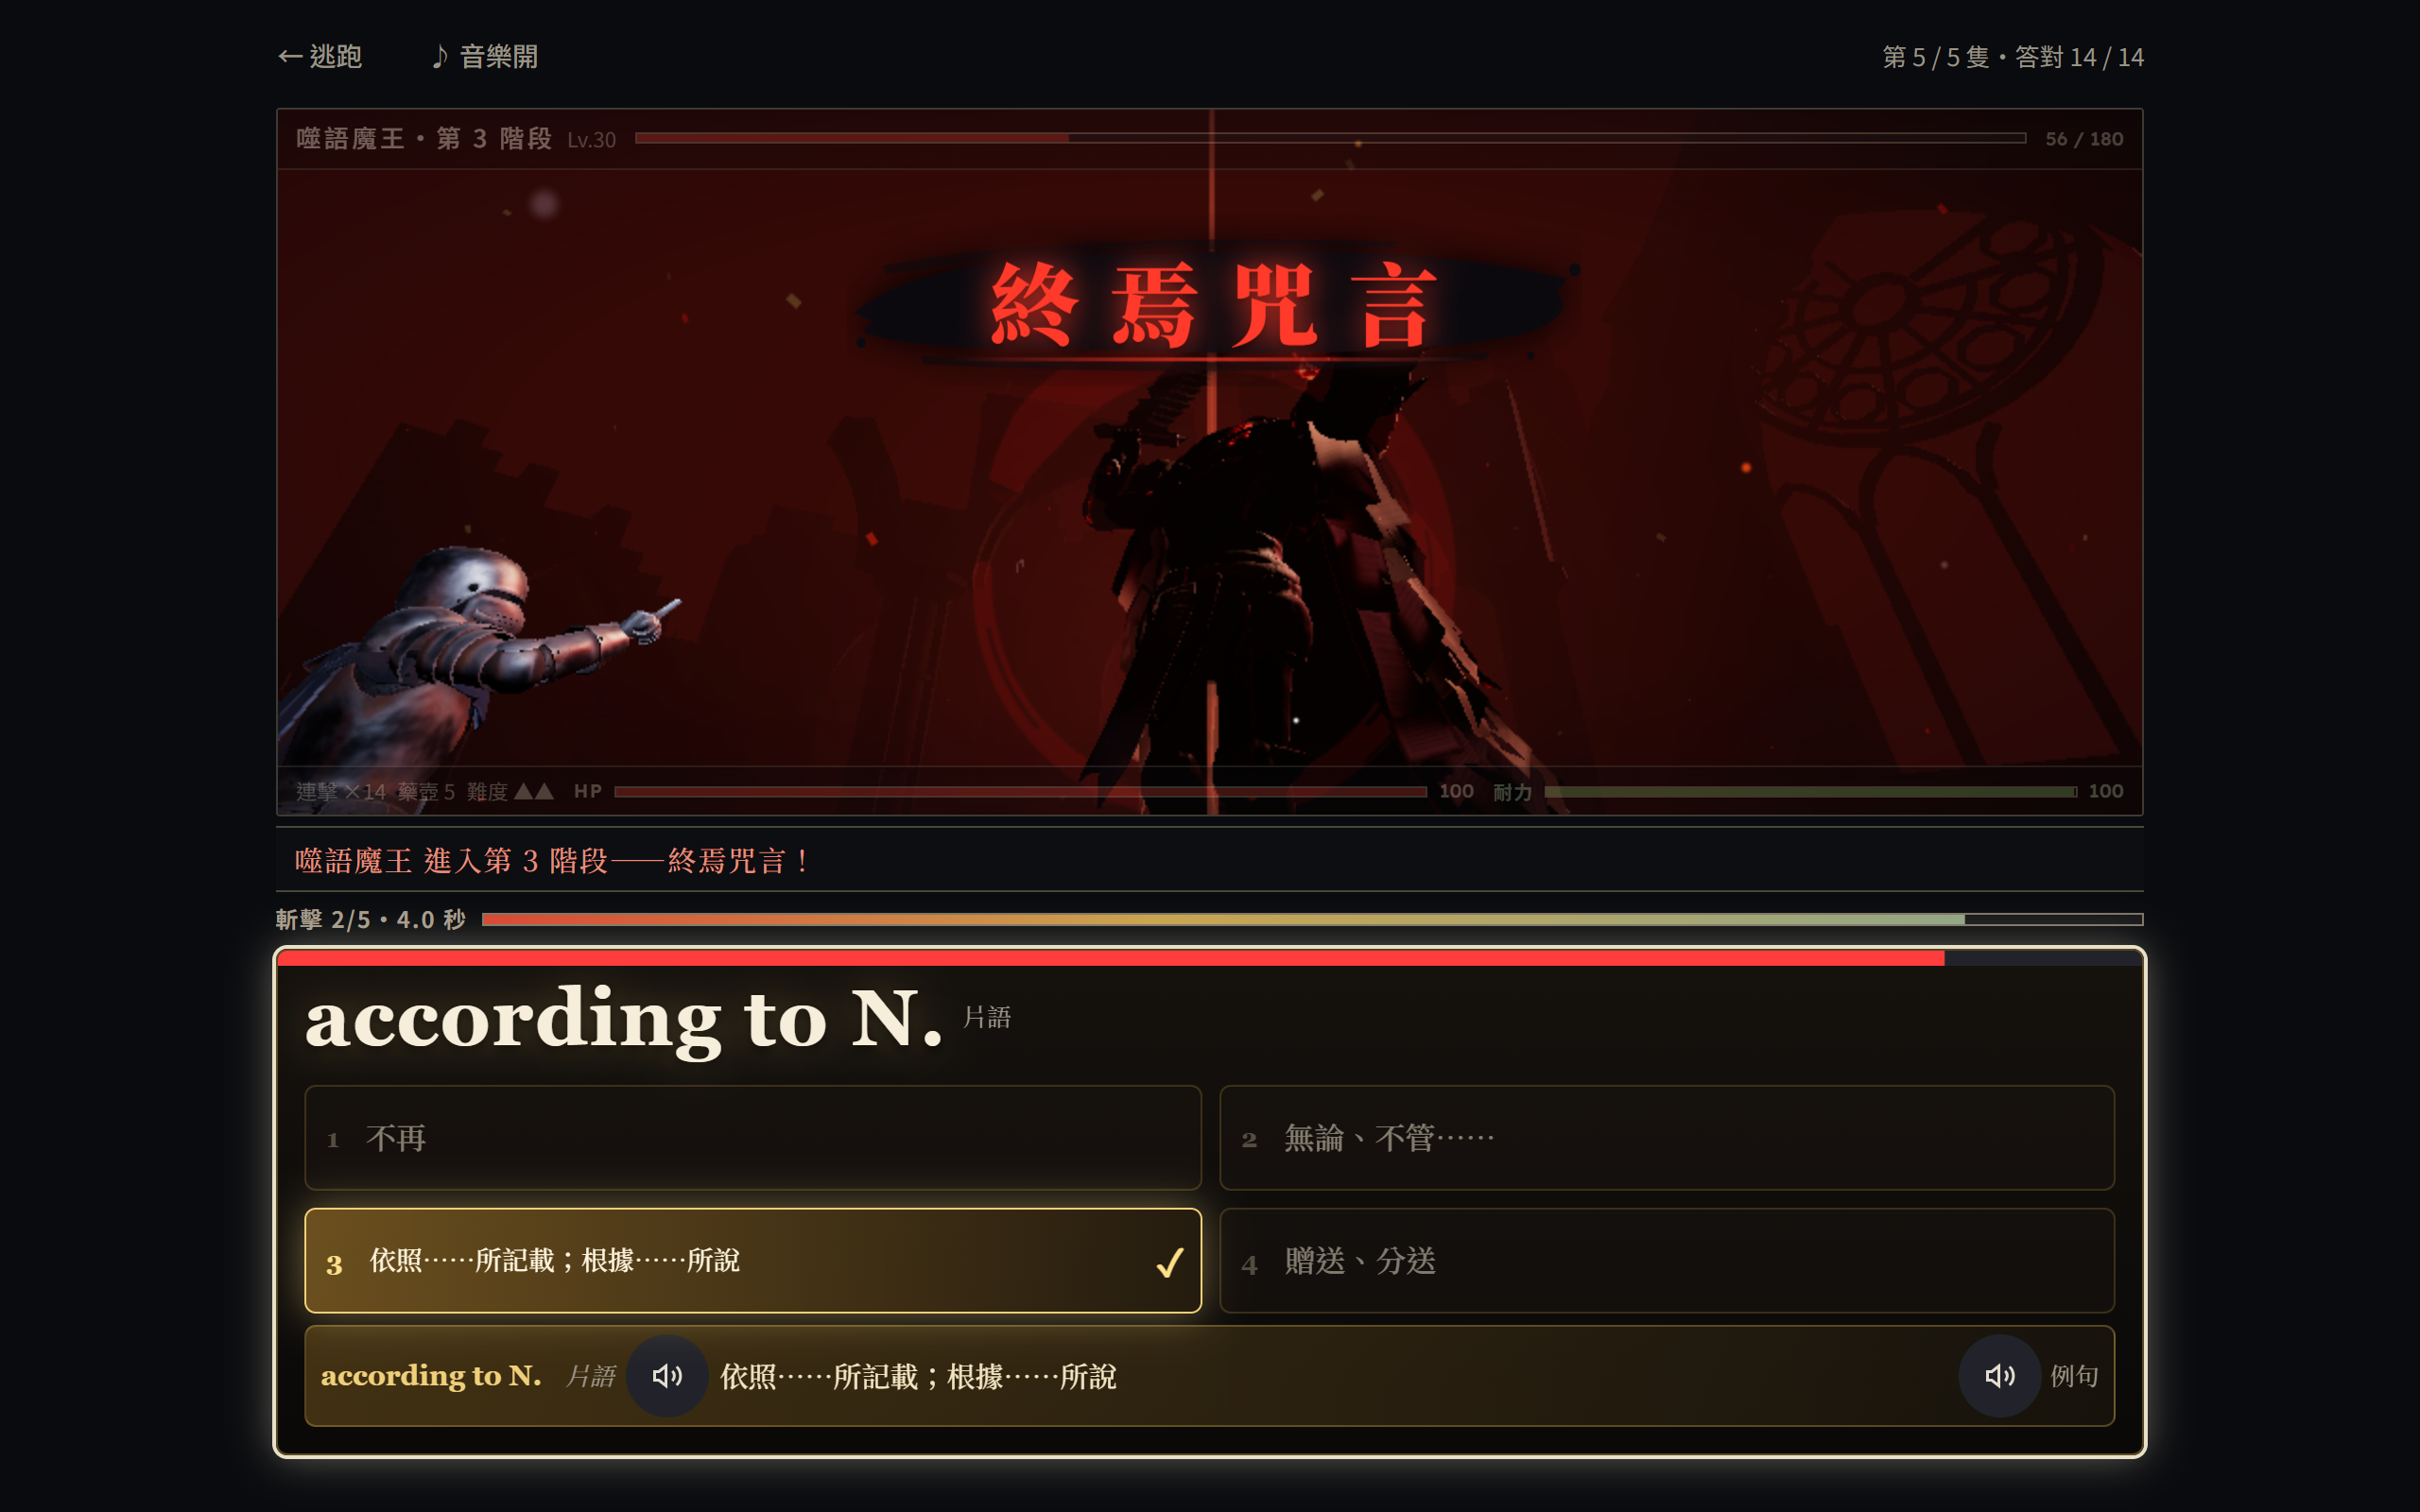 ← 逃跑 ♪ 音樂開 第 5 / 5 隻・答對 14 / 14
噬語魔王・第 3 階段 Lv.30 56 / 180
終焉咒言
連擊 ×14 藥壺 5 難度 ▲▲ HP 100 耐力 100
噬語魔王 進入第 3 階段——終焉咒言！
斬擊 2/5・4.0 秒
according to N. 片語
1 不再
2 無論、不管⋯⋯
3 依照⋯⋯所記載；根據⋯⋯所說 ✓
4 贈送、分送
according to N. 片語 依照⋯⋯所記載；根據⋯⋯所說 例句